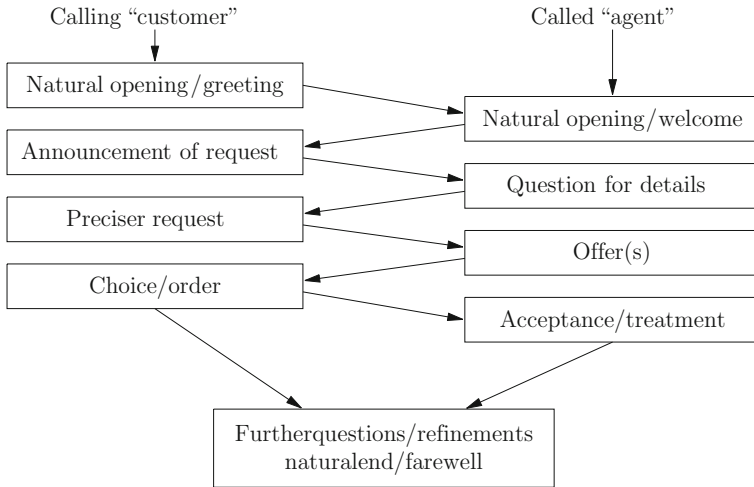 Calling “customer”
Called “agent”
Natural opening/greeting
Natural opening/welcome
Announcement of request
Question for details
Preciser request
Offer(s)
Choice/order
Acceptance/treatment
Furtherquestions/refinements
naturalend/farewell